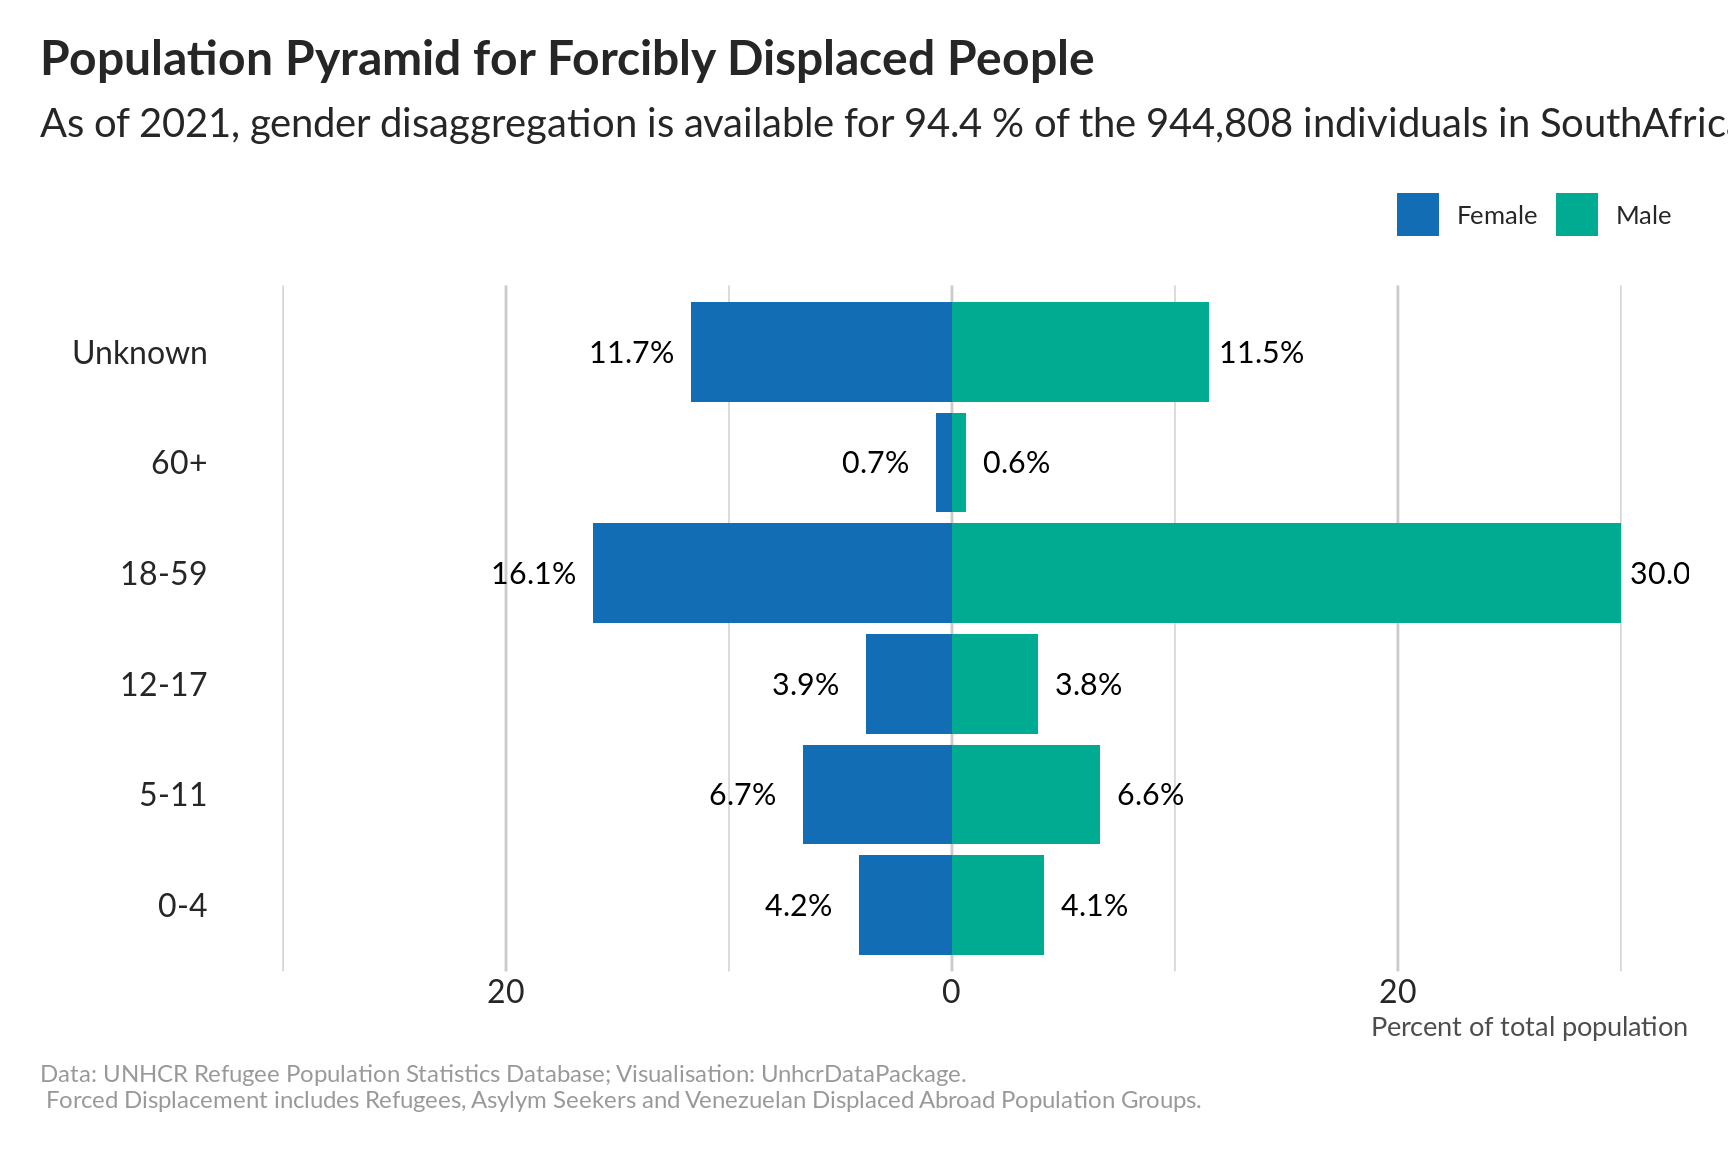 Population Pyramid for Forcibly Displaced People
As of 2021, gender disaggregation is available for 94.4 % of the 944,808 individuals in SouthAfrica
Female Male
Unknown 11.7% 11.5%
60+ 0.7% 0.6%
18-59 16.1% 30.0
12-17 3.9% 3.8%
5-11 6.7% 6.6%
0-4 4.2% 4.1%
20 0 20
Percent of total population
Data: UNHCR Refugee Population Statistics Database; Visualisation: UnhcrDataPackage.
Forced Displacement includes Refugees, Asylym Seekers and Venezuelan Displaced Abroad Population Groups.